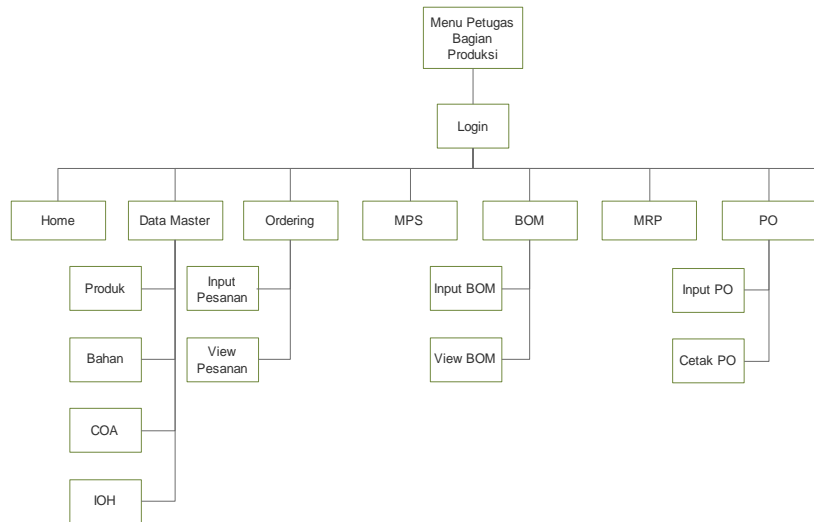 Menu Petugas
Bagian
Produksi
Login
Home
Data Master
Ordering
MPS
BOM
MRP
PO
Produk
Input
Pesanan
Input BOM
Input PO
Bahan
View
Pesanan
View BOM
Cetak PO
COA
IOH